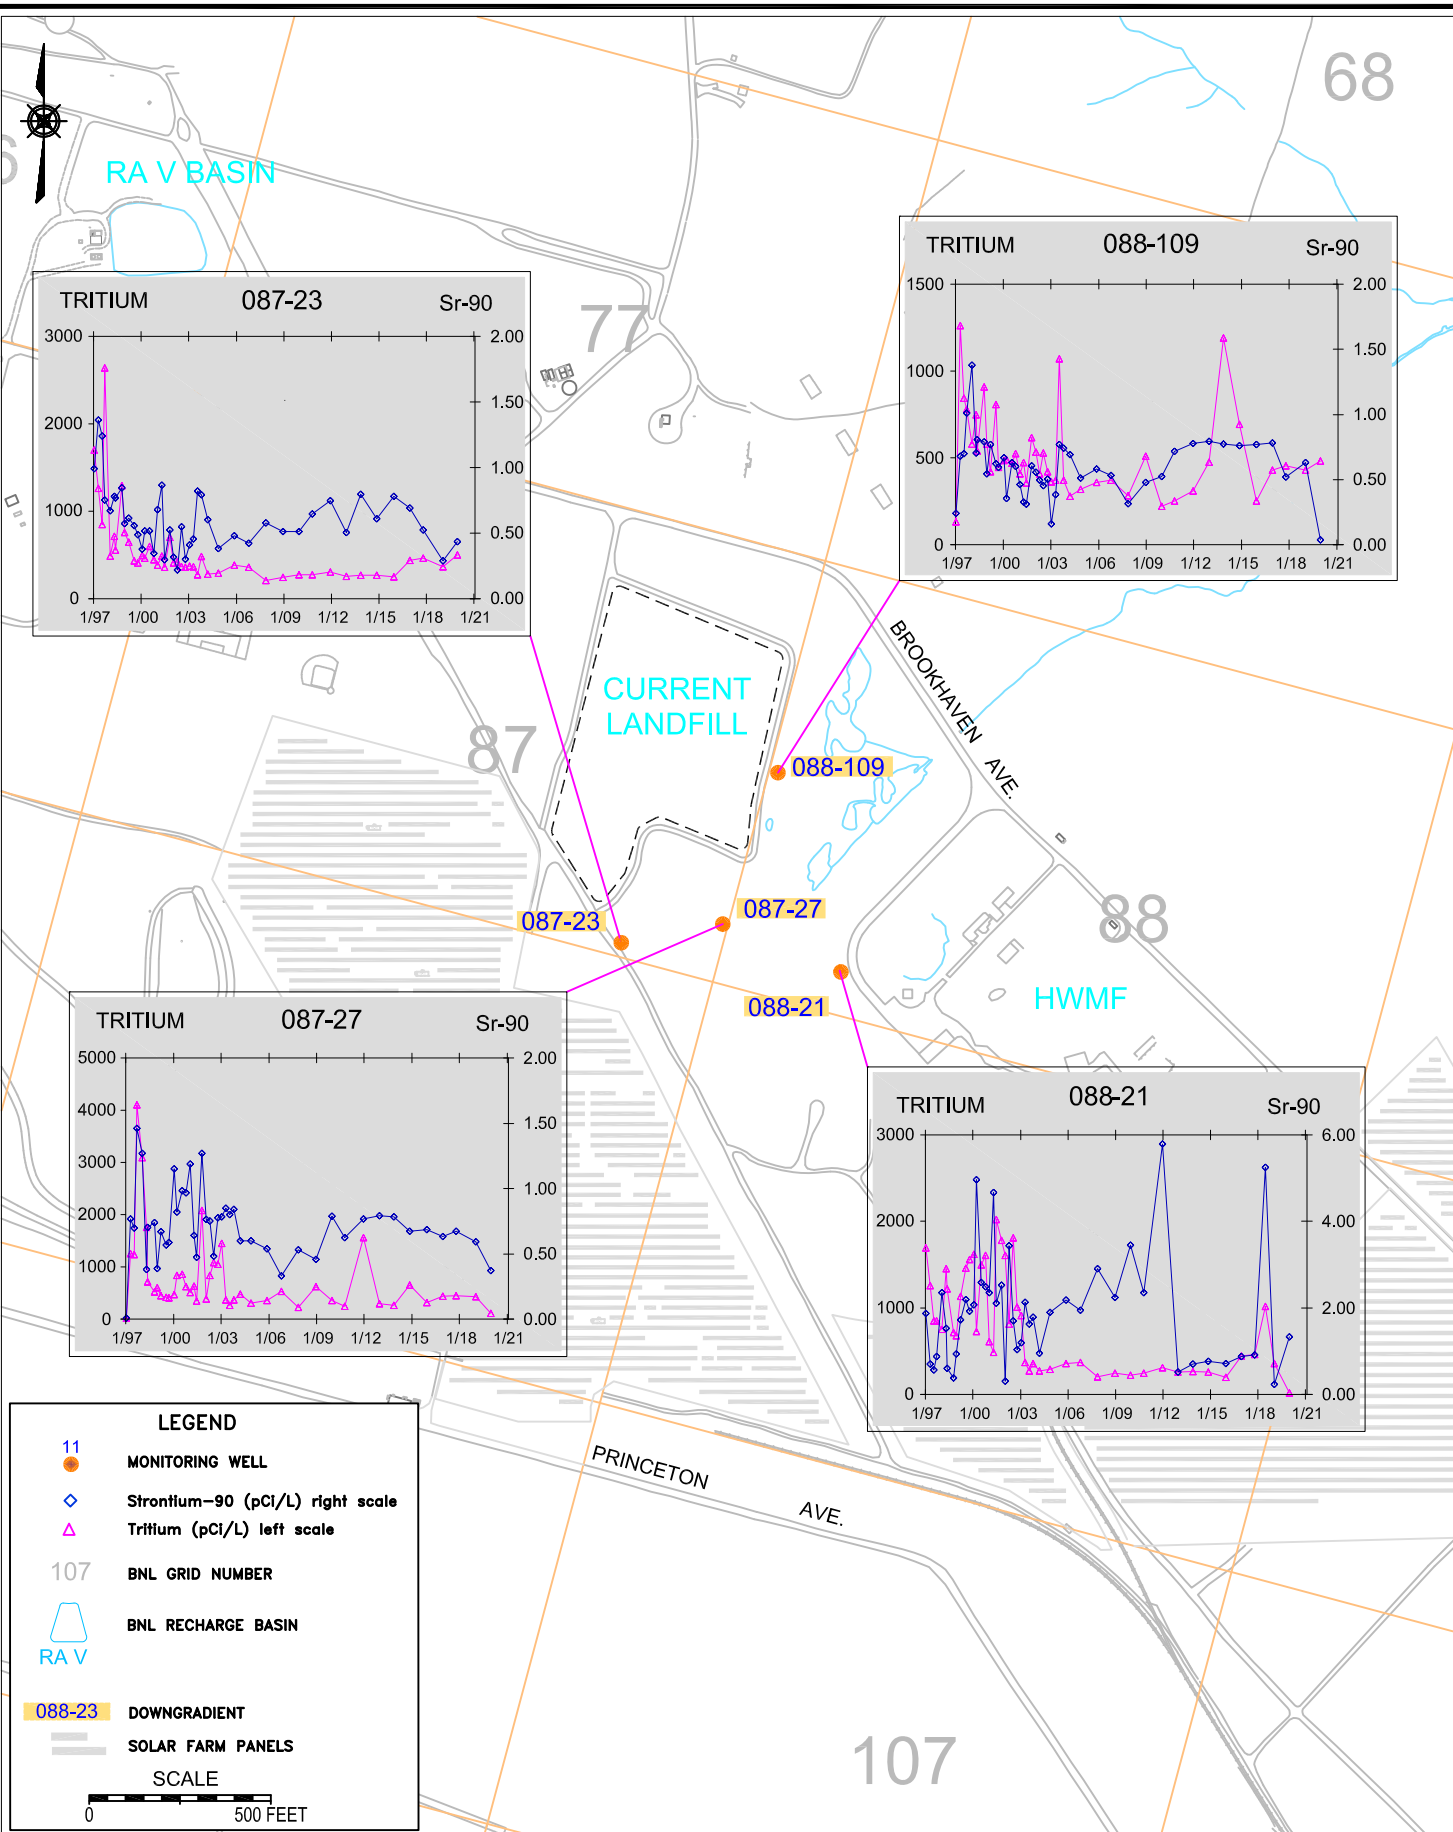 68
6
RA V BASIN
77
TRITIUM 087-23 Sr-90
3000 2.00
1.50
2000
1.00
1000
0.50
0 0.00
1/97 1/00 1/03 1/06 1/09 1/12 1/15 1/18 1/21
TRITIUM 088-109 Sr-90
1500 2.00
1.50
1000
1.00
500
0.50
0 0.00
1/97 1/00 1/03 1/06 1/09 1/12 1/15 1/18 1/21
BROOKHAVEN AVE.
CURRENT
LANDFILL
87
088-109
087-23
087-27
88
088-21
HWMF
TRITIUM 087-27 Sr-90
5000 2.00
4000
1.50
3000
1.00
2000
0.50
1000
0 0.00
1/97 1/00 1/03 1/06 1/09 1/12 1/15 1/18 1/21
TRITIUM 088-21 Sr-90
3000 6.00
2000 4.00
1000 2.00
0 0.00
1/97 1/00 1/03 1/06 1/09 1/12 1/15 1/18 1/21
PRINCETON AVE.
107
LEGEND
11
MONITORING WELL
Strontium-90 (pCi/L) right scale
Tritium (pCi/L) left scale
107 BNL GRID NUMBER
BNL RECHARGE BASIN
RA V
088-23 DOWNGRADIENT
SOLAR FARM PANELS
SCALE
0 500 FEET